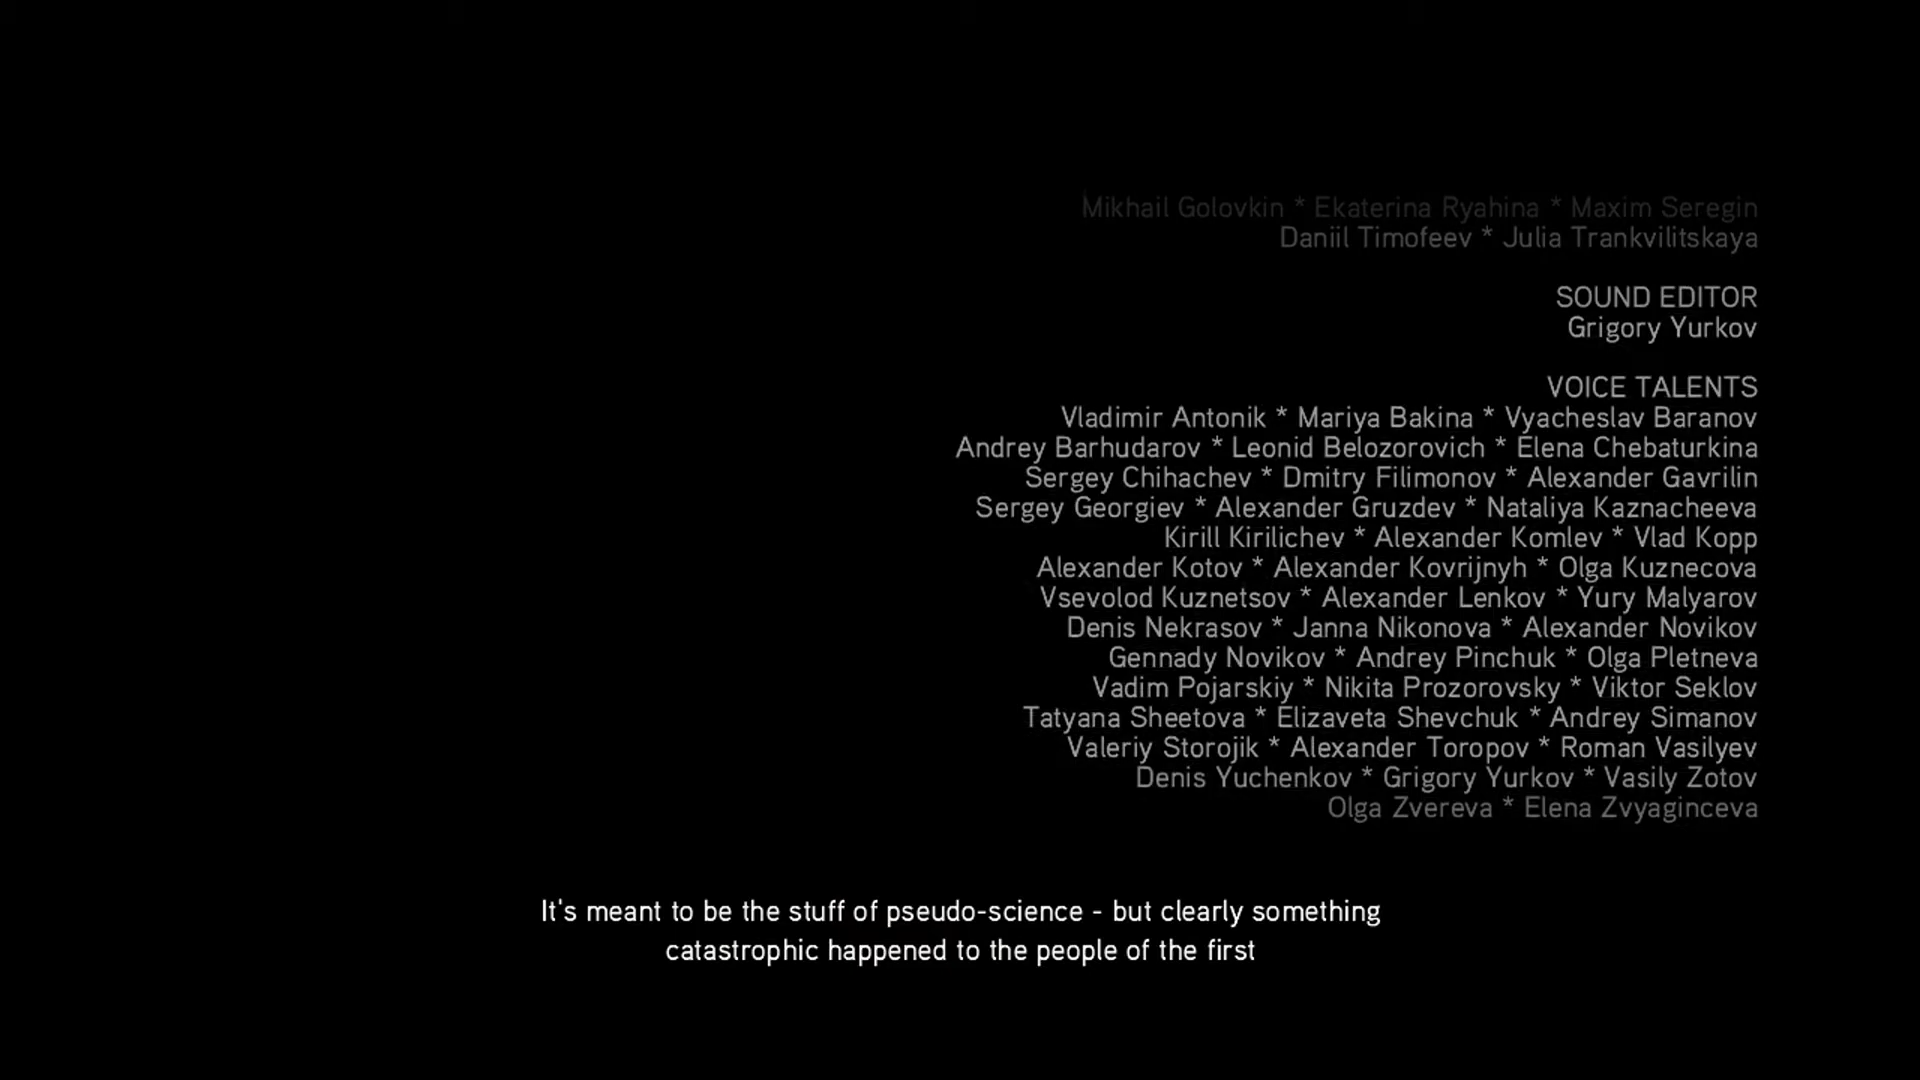 Mikhail Golovkin * Ekaterina Ryahina * Maxim Seregin
Daniil Timofeev * Julia Trankvilitskaya
SOUND EDITOR
Grigory Yurkov
VOICE TALENTS
Vladimir Antonik * Mariya Bakina * Vyacheslav Baranov
Andrey Barhudarov * Leonid Belozorovich * Elena Chebaturkina
Sergey Chihachev * Dmitry Filimonov * Alexander Gavrilin
Sergey Georgiev * Alexander Gruzdev * Nataliya Kaznacheeva
Kirill Kirilichev * Alexander Komlev * Vlad Kopp
Alexander Kotov * Alexander Kovrijnyh * Olga Kuznecova
Vsevolod Kuznetsov * Alexander Lenkov * Yury Malyarov
Denis Nekrasov * Janna Nikonova * Alexander Novikov
Gennady Novikov * Andrey Pinchuk * Olga Pletneva
Vadim Pojarskiy * Nikita Prozorovsky * Viktor Seklov
Tatyana Sheetova * Elizaveta Shevchuk * Andrey Simanov
Valeriy Storojik * Alexander Toropov * Roman Vasilyev
Denis Yuchenkov * Grigory Yurkov * Vasily Zotov
Olga Zvereva * Elena Zvyaginceva
It's meant to be the stuff of pseudo-science - but clearly something
catastrophic happened to the people of the first